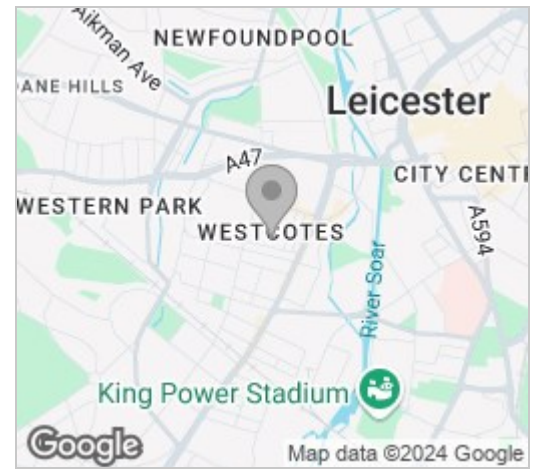 Aikman Ave
NEWFOUNDPOOL
ANE HILLS
Leicester
A47
CITY CENT
WESTERN PARK
WESTCOTES
A594
River Soar
King Power Stadium
Google
Map data ©2024 Google